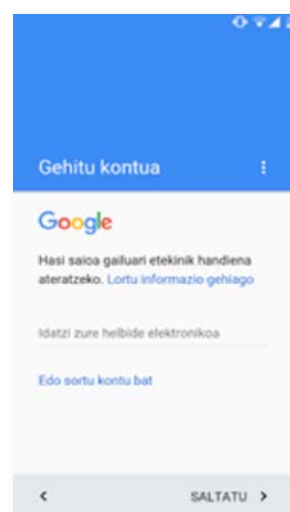 Gehitu kontua
Google
Hasi saioa gailuari etekinik handiena
ateratzeko. Lortu informazio gehiago
Idatzi zure helbide elektronikoa
Edo sortu kontu bat
SALTATU